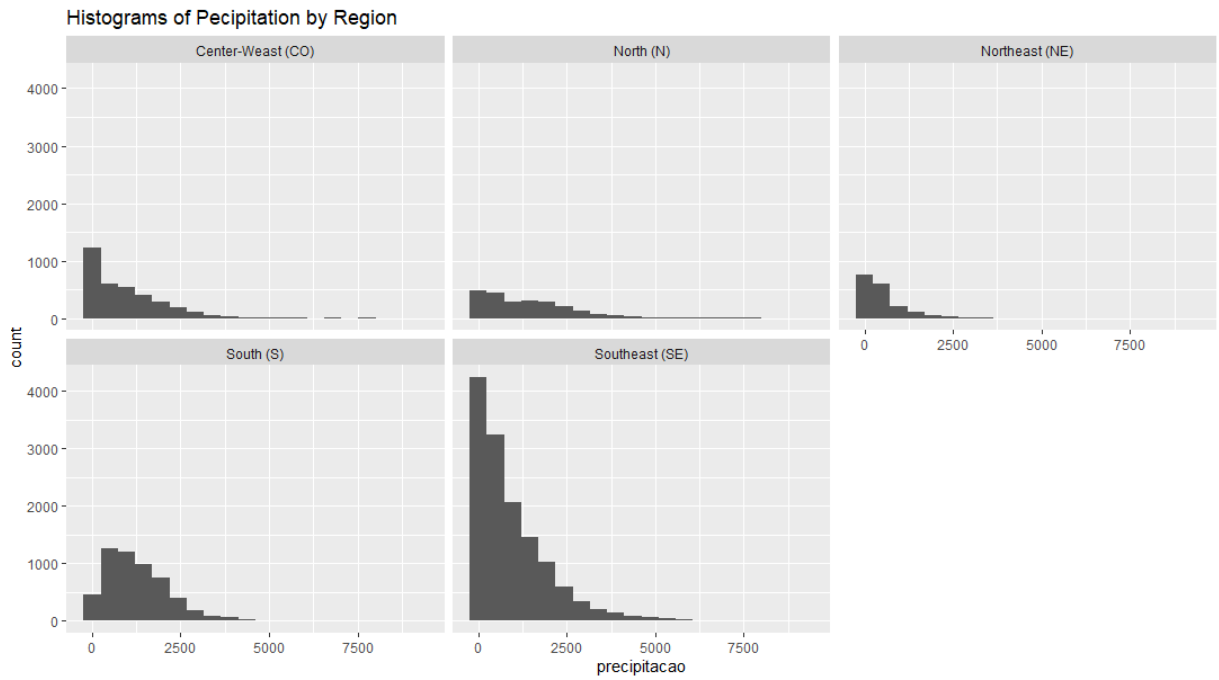 Histograms of Pecipitation by Region
Center-Weast (CO)
North (N)
Northeast (NE)
4000
3000
2000
1000
0
0
2500
5000
7500
count
South (S)
Southeast (SE)
4000
3000
2000
1000
0
0
2500
5000
7500
0
2500
5000
7500
precipitacao